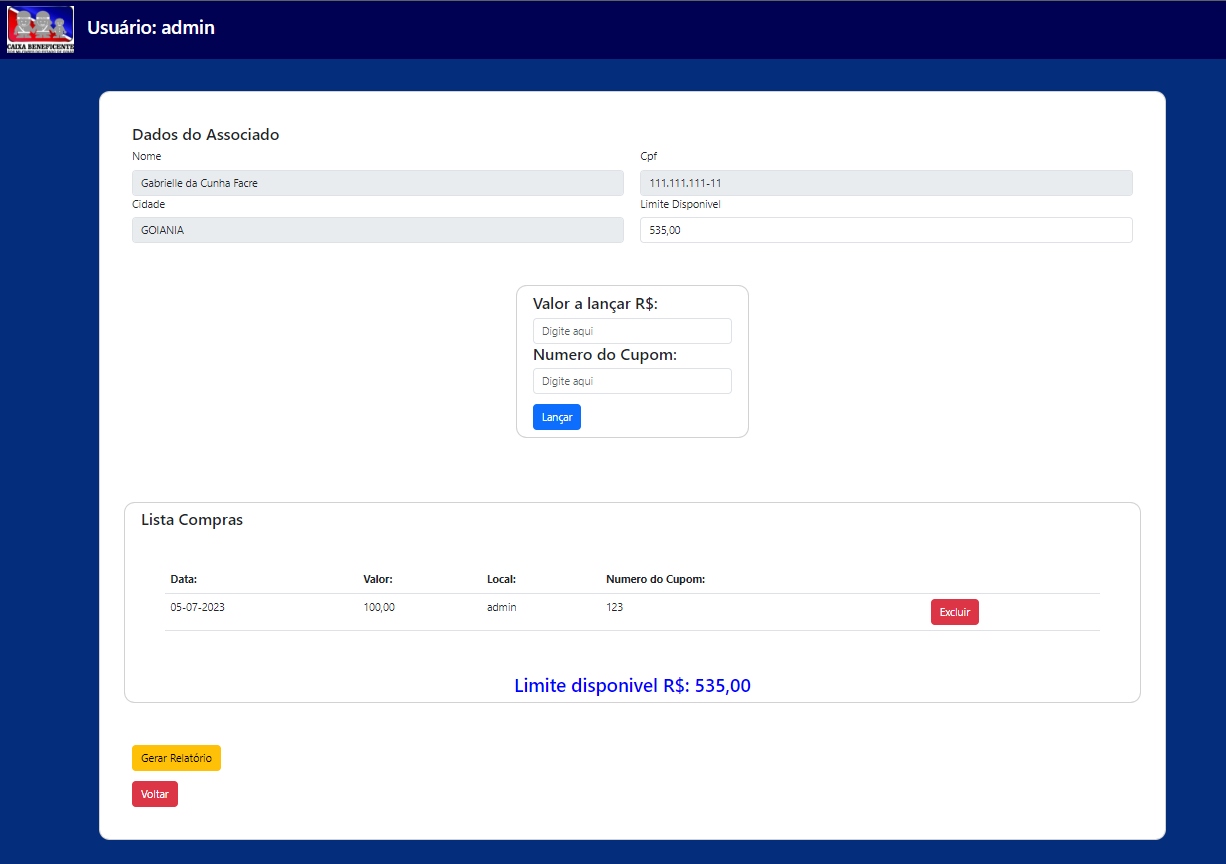 CAIXA BENEFICENTE
Usuário: admin
Dados do Associado
Nome
Cpf
Gabrielle da Cunha Facre
111.111.111-11
Cidade
Limite Disponivel
GOIANIA
535,00
Valor a lançar R$:
Digite aqui
Numero do Cupom:
Digite aqui
Lançar
Lista Compras
Data: Valor: Local: Numero do Cupom:
05-07-2023 100,00 admin 123 Excluir
Limite disponivel R$: 535,00
Gerar Relatório
Voltar